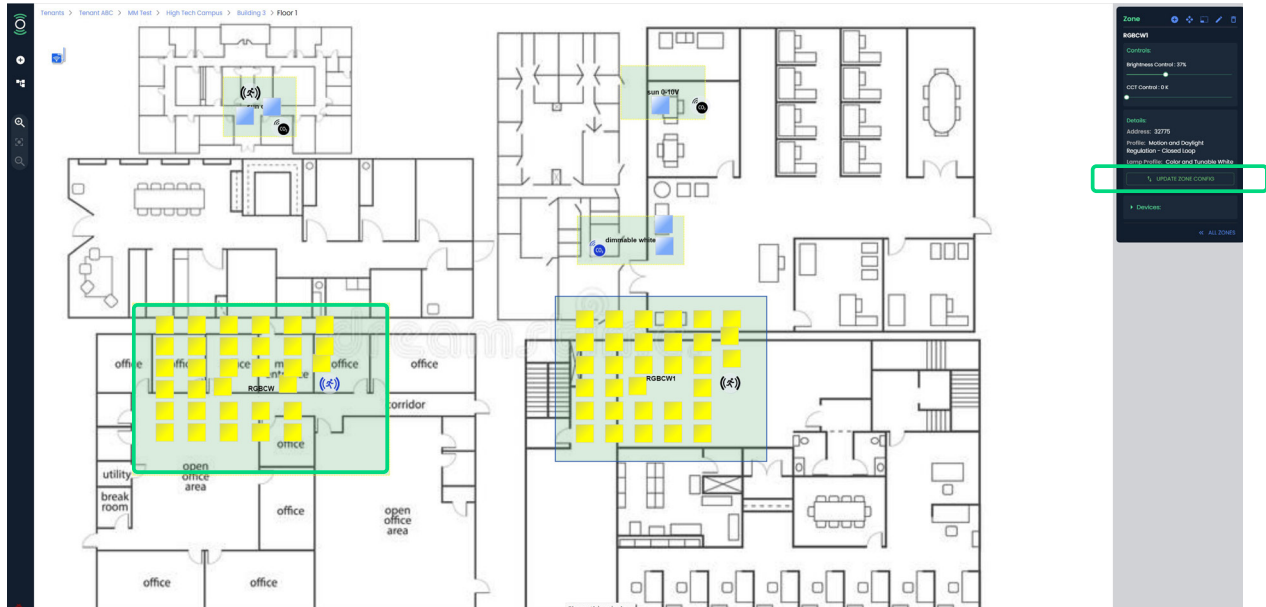 Tenants > Tenant ABC > MM Test > High Tech Campus > Building 3 > Floor 1
Zone
RGBCW1
Controls:
Brightness Control : 37%
CCT Control : 0 K
Details:
Address: 32775
Profile: Motion and Daylight
Regulation - Closed Loop
Lamp Profile: Color and Tunable White
UPDATE ZONE CONFIG
Devices:
ALL ZONES
CO₂
sun 0-10V
CO₂
dimmable white
CO₂
office
office
office
RGBCW
RGBCW1
corridor
office
open
office
area
utility
break
room
office
open
office
area
office
office